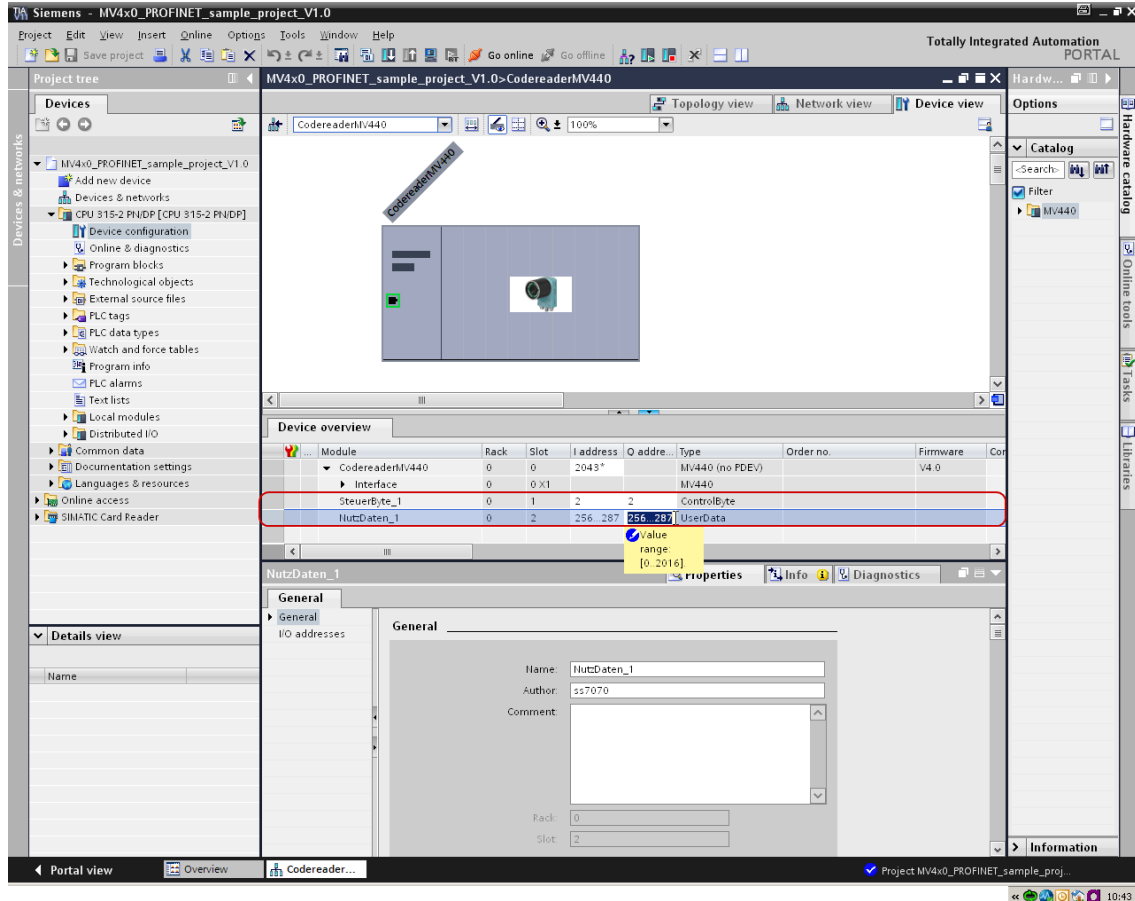 Siemens - MV4x0_PROFINET_sample_project_V1.0
Project Edit View Insert Online Options Tools Window Help
Totally Integrated Automation
PORTAL
Save project Go online Go offline
Project tree
MV4x0_PROFINET_sample_project_V1.0>CodereaderMV440
Hardw...
Devices
Topology view Network view Device view
Options
CodereaderMV440 100%
Devices & networks
MV4x0_PROFINET_sample_project_V1.0
Add new device
Devices & networks
CPU 315-2 PN/DP [CPU 315-2 PN/DP]
Device configuration
Online & diagnostics
Program blocks
Technological objects
External source files
PLC tags
PLC data types
Watch and force tables
Program info
PLC alarms
Text lists
Local modules
Distributed I/O
Common data
Documentation settings
Languages & resources
Online access
SIMATIC Card Reader
CodereaderMV440
Catalog
<Search>
Filter
MV440
Hardware catalog
Online tools
Tasks
Libraries
Device overview
... Module Rack Slot I address Q addre... Type Order no. Firmware Cor
CodereaderMV440 0 0 2043* MV440 (no PDEV) V4.0
Interface 0 0 X1 MV440
SteuerByte_1 0 1 2 2 ControlByte
NutzDaten_1 0 2 256...287 256...287 UserData
Value
range:
[0..2016].
NutzDaten_1
Properties Info Diagnostics
General
General
I/O addresses
General
Name: NutzDaten_1
Author: ss7070
Comment:
Rack: 0
Slot: 2
Details view
Name
Information
Portal view Overview Codereader...
Project MV4x0_PROFINET_sample_proj...
10:43